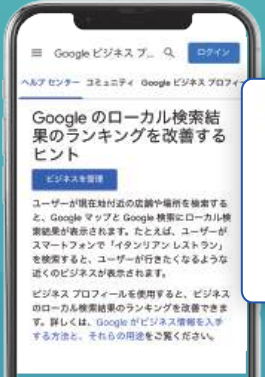 Google ビジネス プ...
ログイン
ヘルプ センター コミュニティ Google ビジネス プロフィー
Google のローカル検索結
果のランキングを改善する
ヒント
ビジネスを管理
ユーザーが現在地付近の店舗や場所を検索する
と、Google マップと Google 検索にローカル検
索結果が表示されます。たとえば、ユーザーが
スマートフォンで「イタリアン レストラン」
を検索すると、ユーザーが行きたくなるような
近くのビジネスが表示されます。
ビジネス プロフィールを使用すると、ビジネス
のローカル検索結果のランキングを改善できま
す。詳しくは、Google がビジネス情報を入手
する方法と、それらの用途をご覧ください。